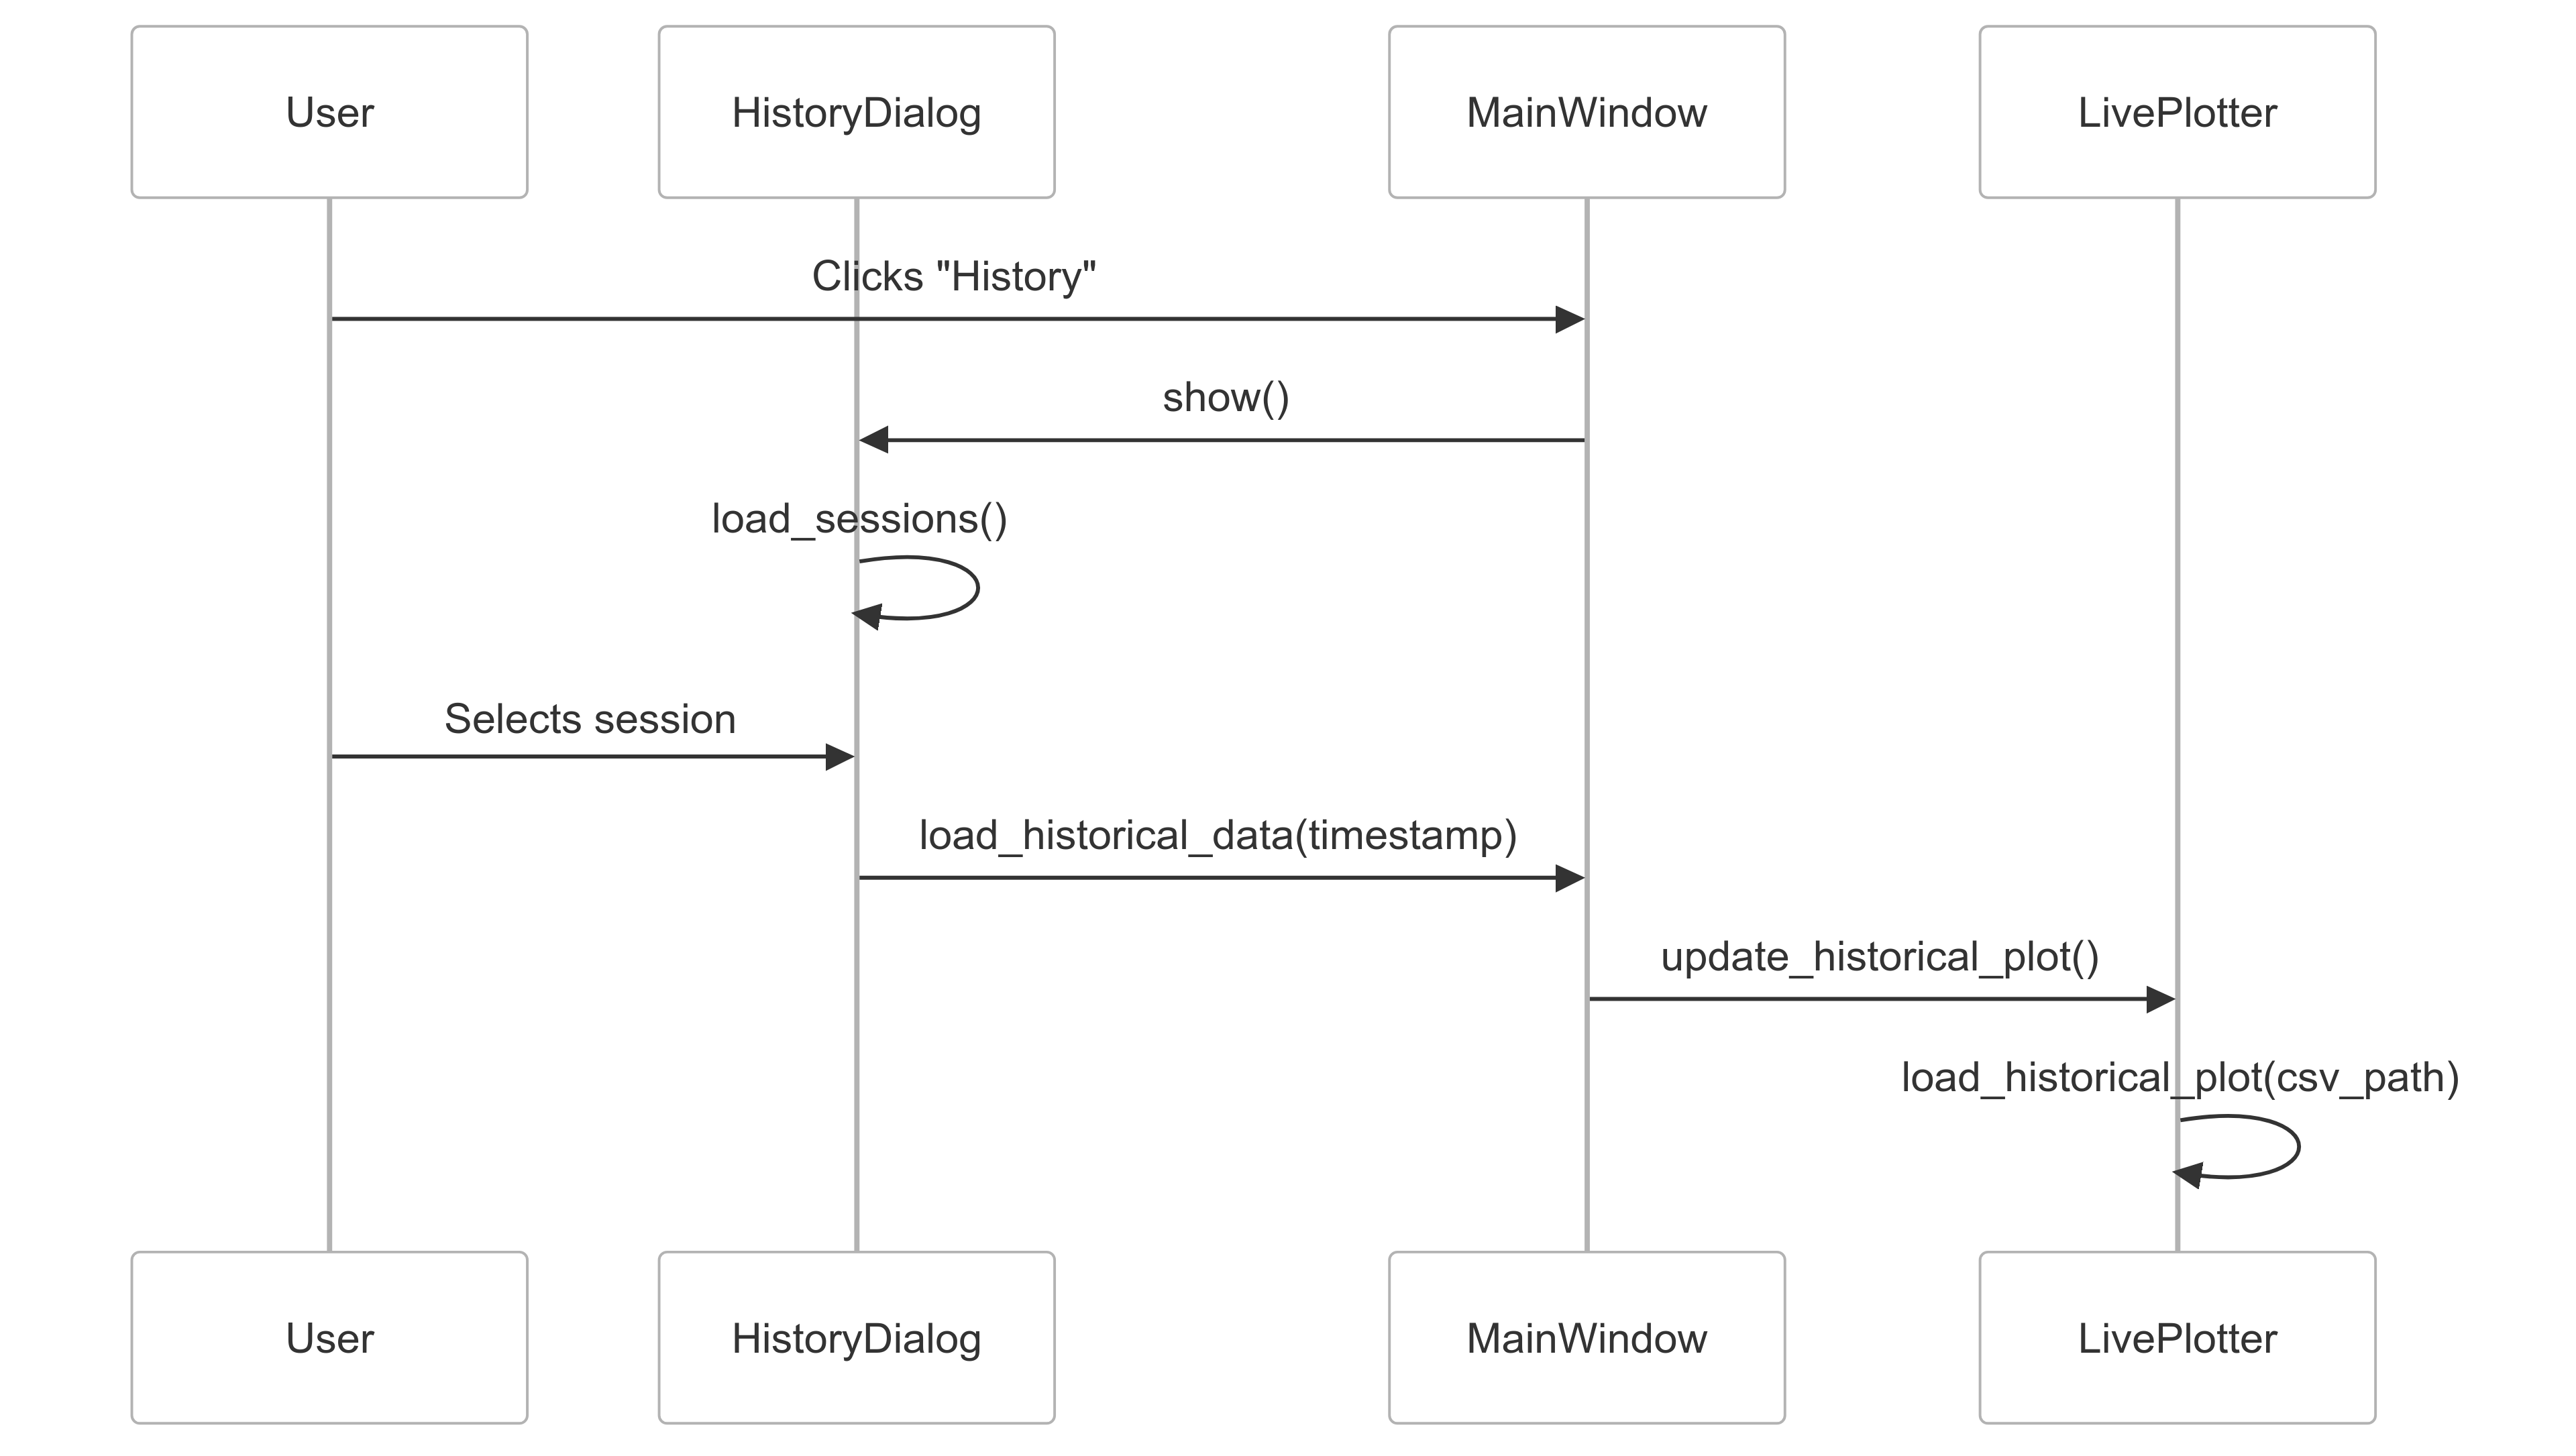 User
HistoryDialog
MainWindow
LivePlotter
Clicks "History"
show()
load_sessions()
Selects session
load_historical_data(timestamp)
update_historical_plot()
load_historical_plot(csv_path)
User
HistoryDialog
MainWindow
LivePlotter